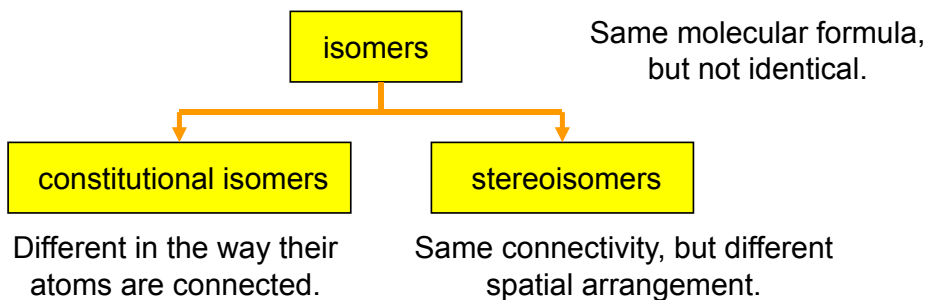 isomers
Same molecular formula,
but not identical.
constitutional isomers
stereoisomers
Different in the way their
atoms are connected.
Same connectivity, but different
spatial arrangement.